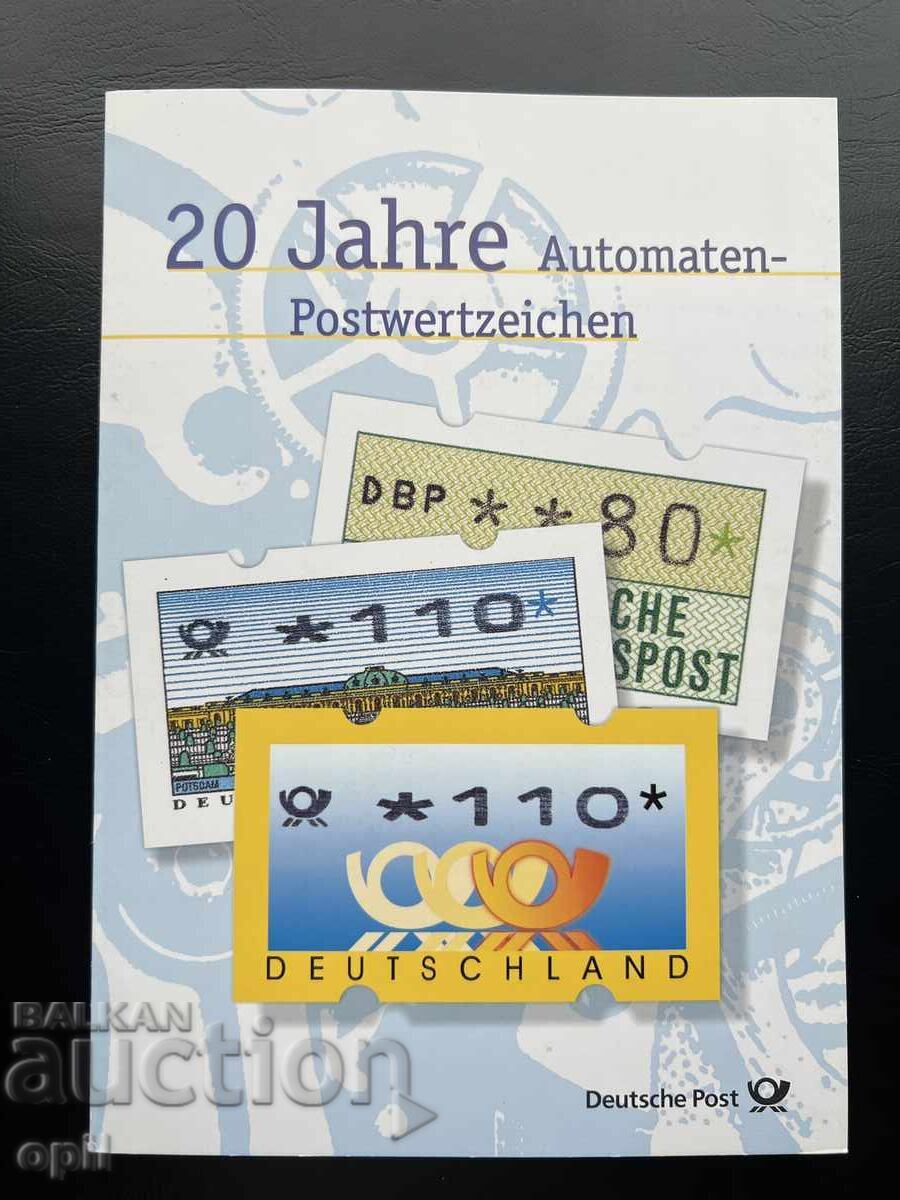 20 Jahre Automaten-
Postwertzeichen
DBP **80*
CHE
SPOST
*110*
POTSDAM
DEU
*110*
DEUTSCHLAND
Deutsche Post
BALKAN
auction
opil